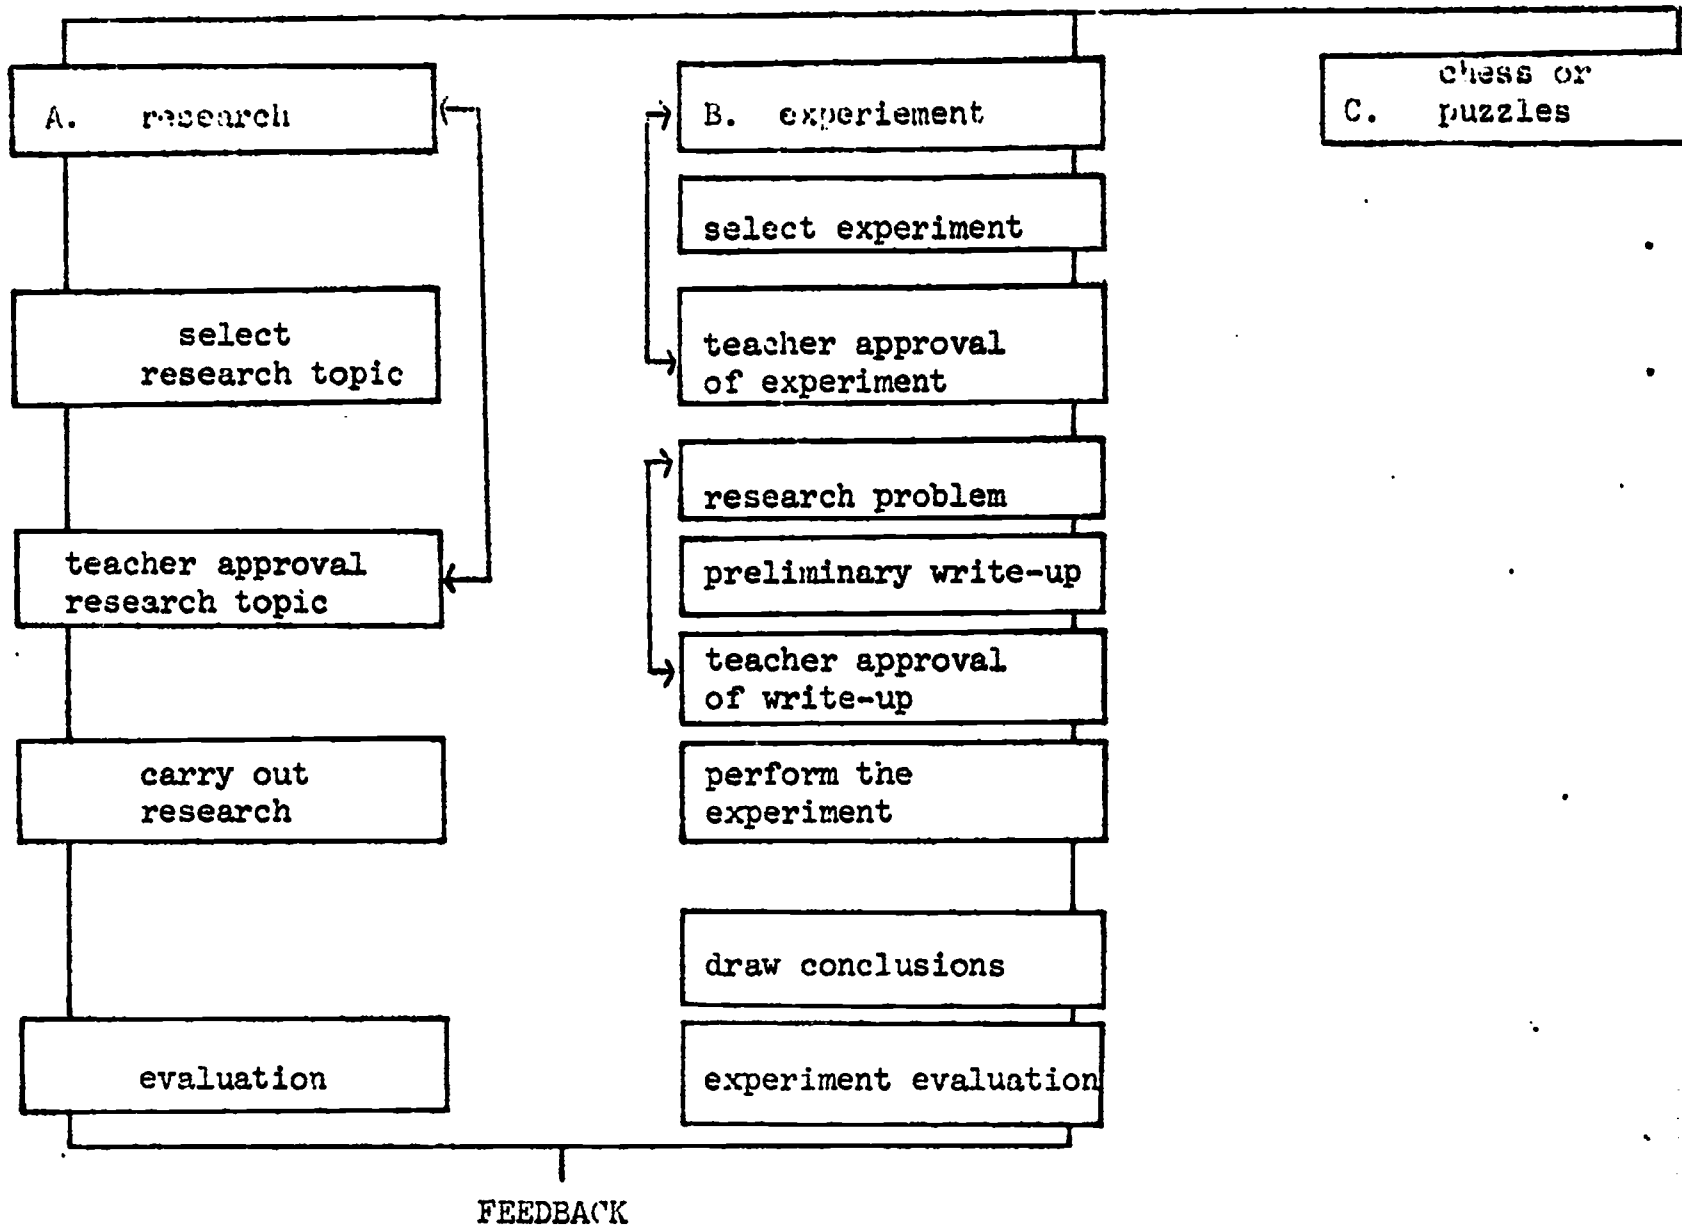 A. research
select
research topic
teacher approval
research topic
carry out
research
evaluation
B. experiement
select experiment
teacher approval
of experiment
research problem
preliminary write-up
teacher approval
of write-up
perform the
experiment
draw conclusions
experiment evaluation
chess or
C. puzzles
FEEDBACK